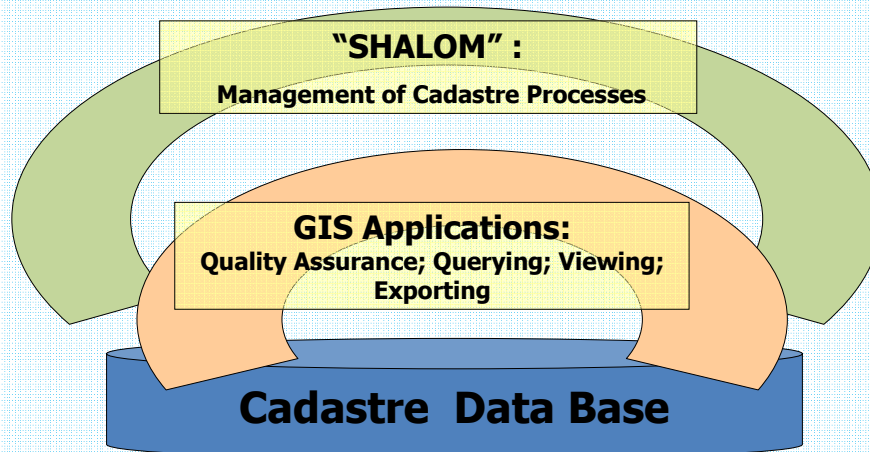 “SHALOM” :
Management of Cadastre Processes
GIS Applications:
Quality Assurance; Querying; Viewing;
Exporting
Cadastre  Data Base